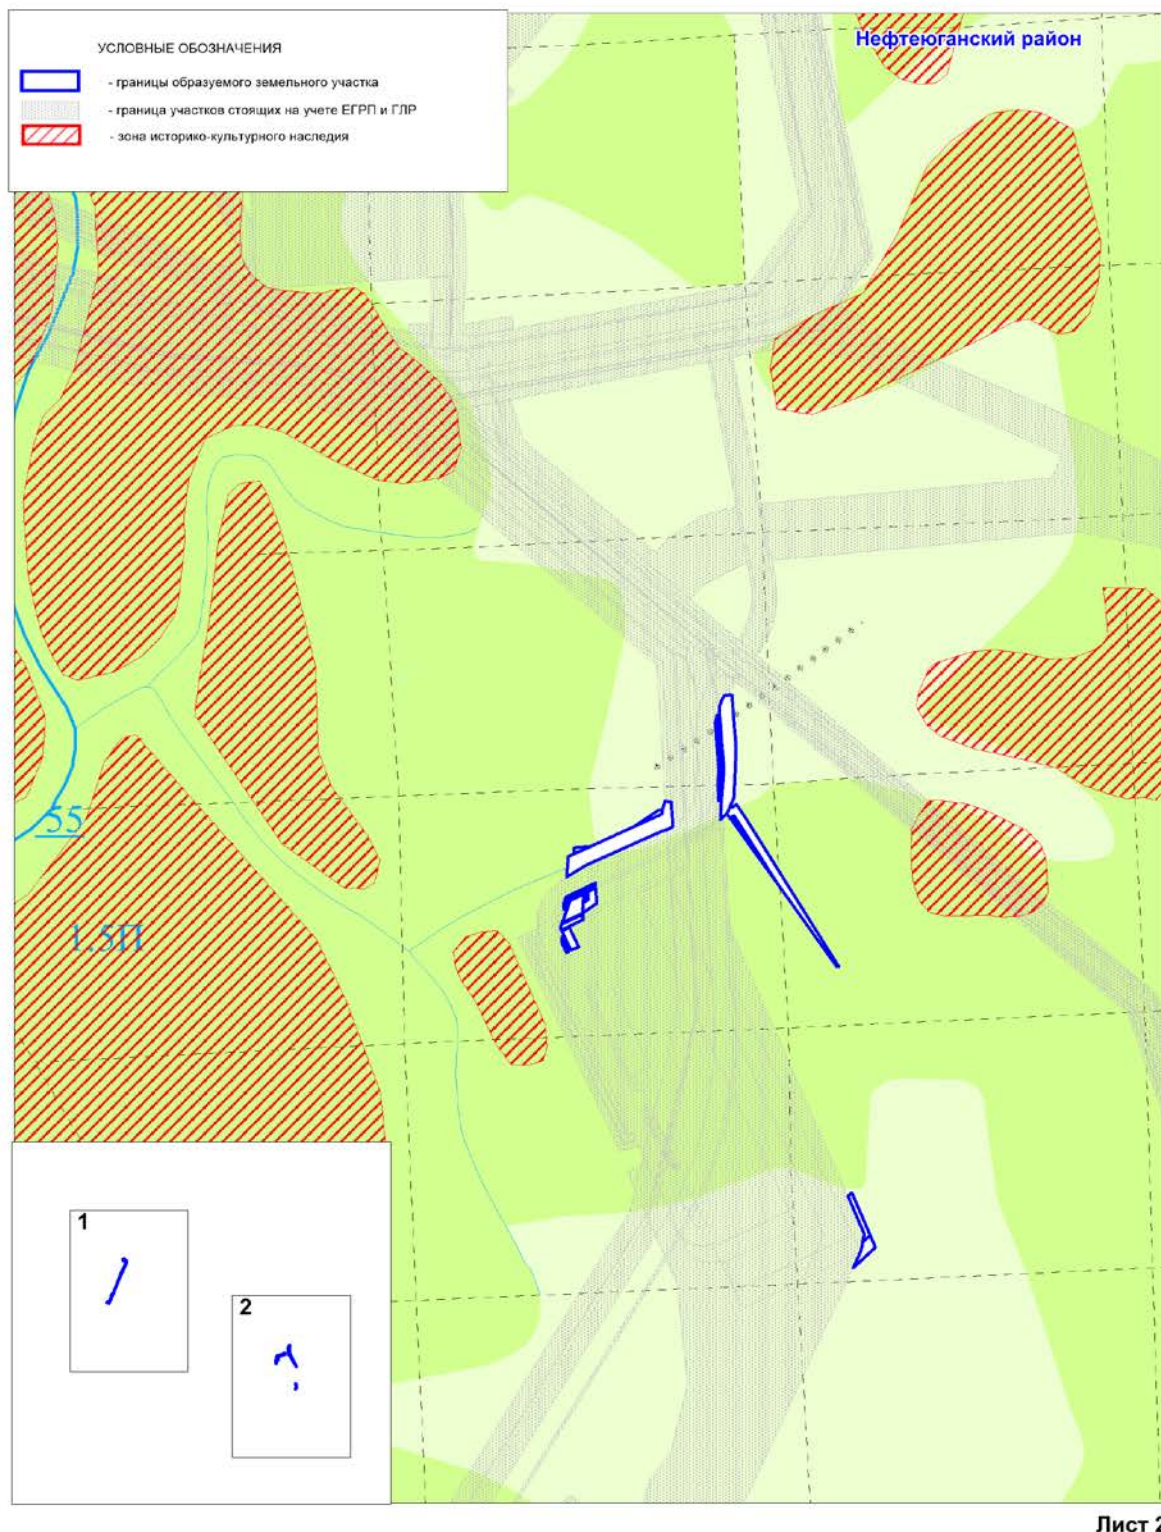 УСЛОВНЫЕ ОБОЗНАЧЕНИЯ
- границы образуемого земельного участка
- граница участков стоящих на учете ЕГРП и ГЛР
- зона историко-культурного наследия
Нефтеюганский район
55
1.5П
1
2
Лист 2